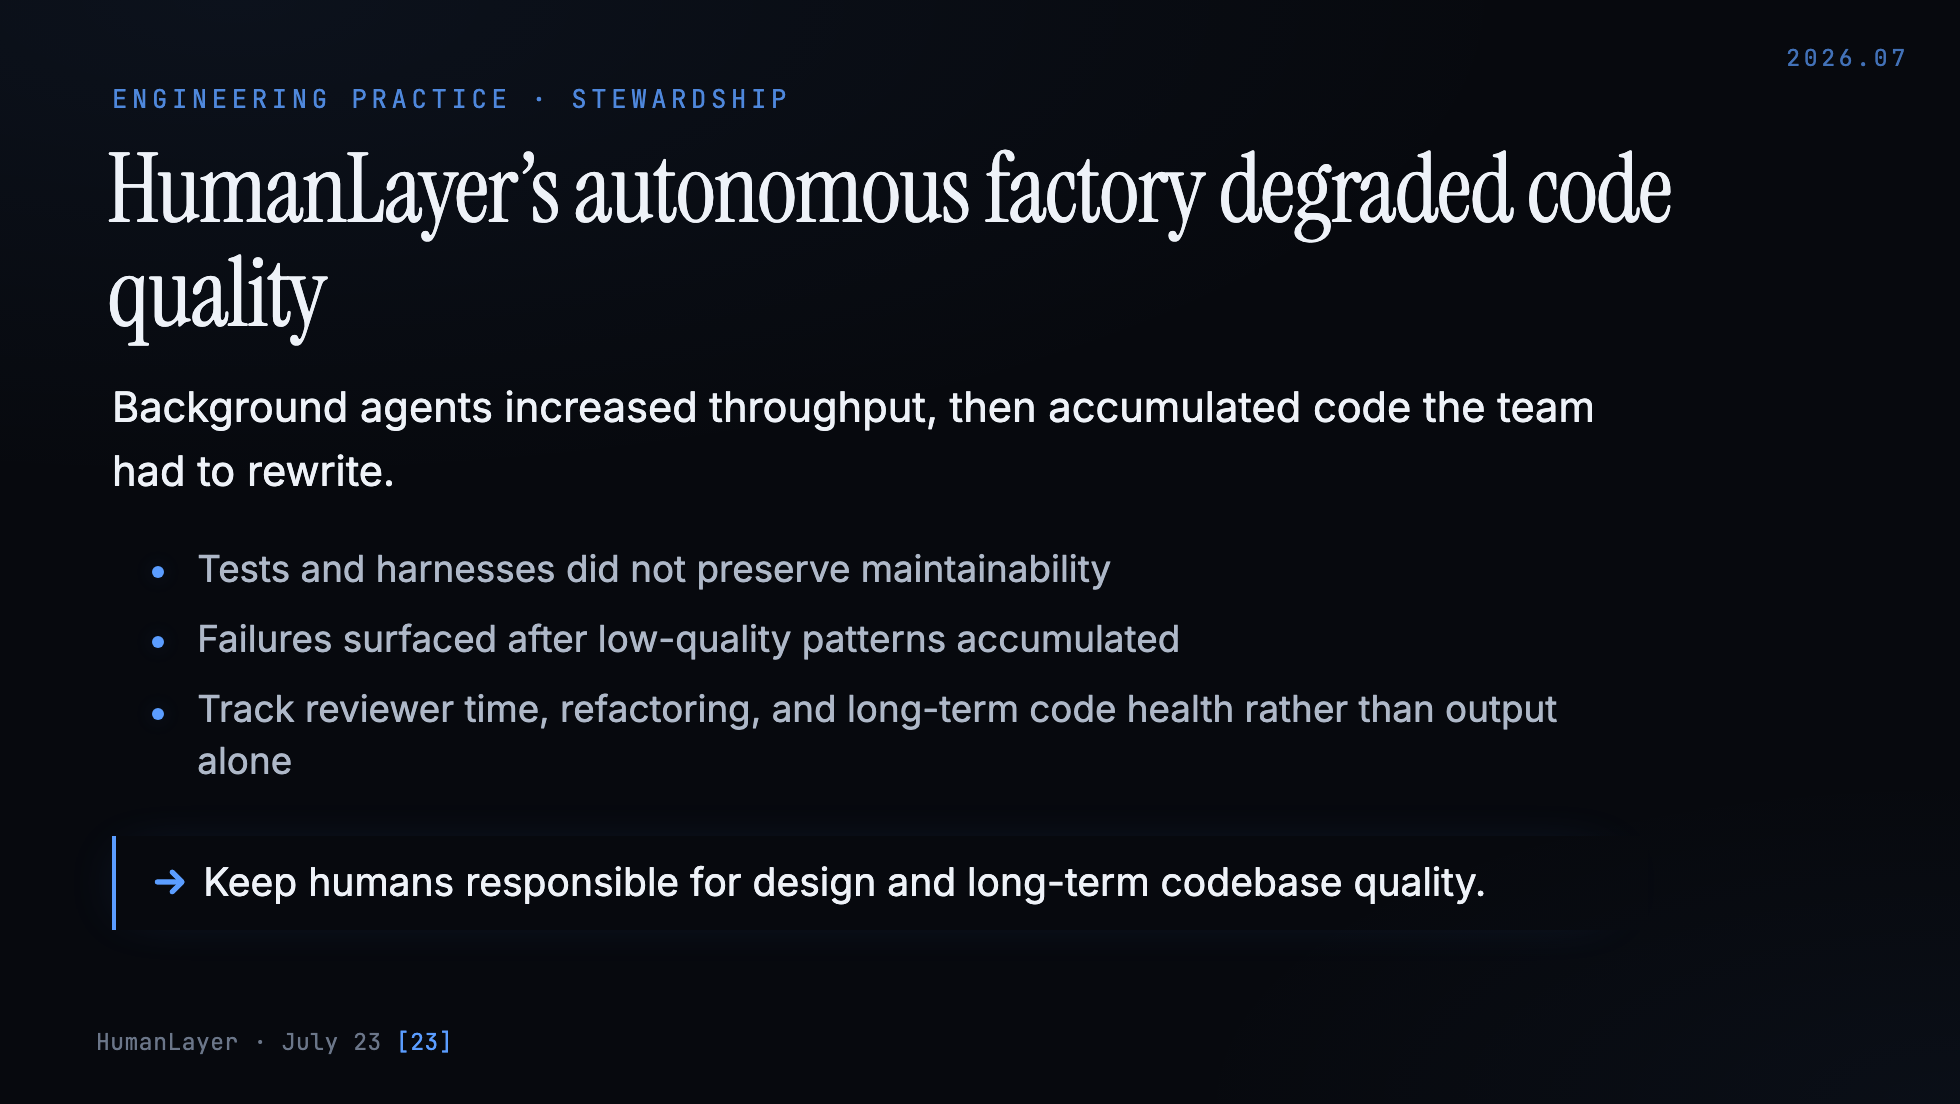 2026.07
ENGINEERING PRACTICE · STEWARDSHIP
HumanLayer’s autonomous factory degraded code
quality
Background agents increased throughput, then accumulated code the team
had to rewrite.
• Tests and harnesses did not preserve maintainability
• Failures surfaced after low-quality patterns accumulated
• Track reviewer time, refactoring, and long-term code health rather than output
alone
→ Keep humans responsible for design and long-term codebase quality.
HumanLayer · July 23 [23]